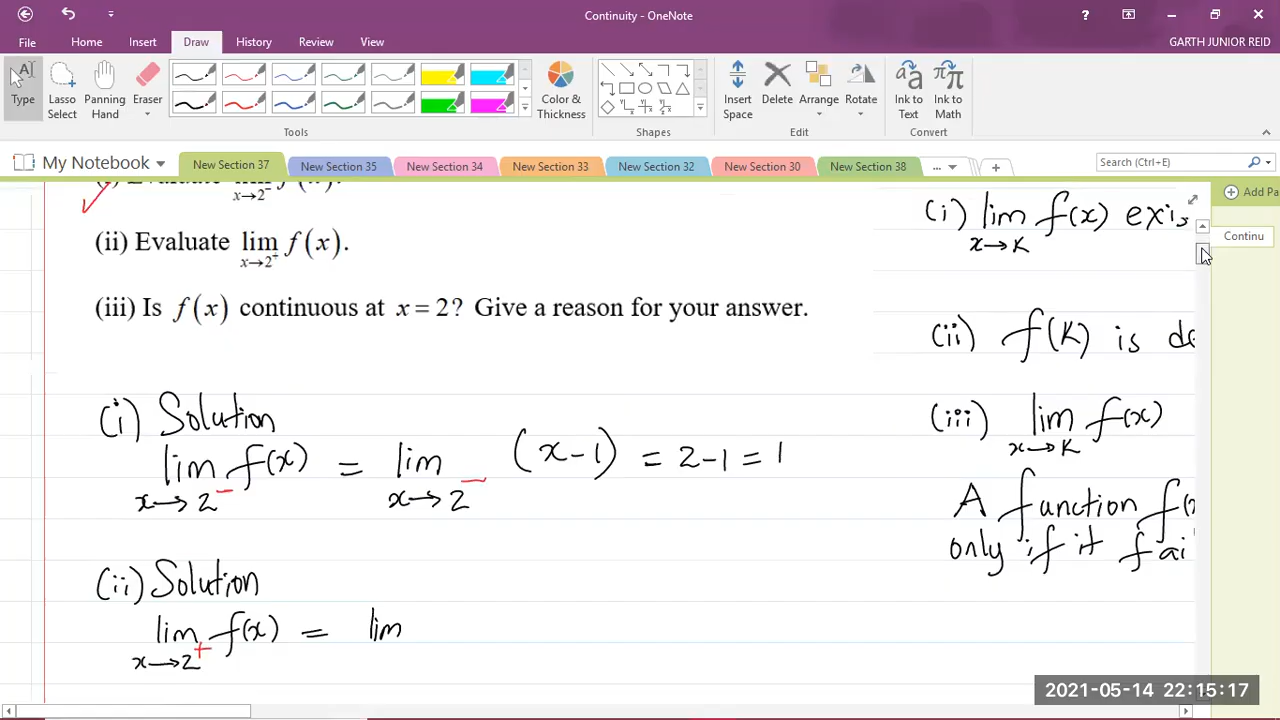 Continuity - OneNote
GARTH JUNIOR REID
File Home Insert Draw History Review View
Type
Lasso Select
Panning Hand
Eraser
Color & Thickness
Insert Space
Delete
Arrange
Rotate
Ink to Text
Ink to Math
Tools Shapes Edit Convert
My Notebook
New Section 37 New Section 35 New Section 34 New Section 33 New Section 32 New Section 30 New Section 38 ...
Search (Ctrl+E)
Add Pa
Continu
x→2⁻
(ii) Evaluate lim f(x).
x→2⁺
(iii) Is f(x) continuous at x = 2? Give a reason for your answer.
(i) Solution
lim f(x) = lim (x-1) = 2-1 = 1
x→2⁻ x→2⁻
(ii) Solution
lim f(x) = lim
x→2⁺
(i) lim f(x) exis
x→K
(ii) f(K) is de
(iii) lim f(x)
x→K
A function f(x
only if it fai
2021-05-14 22:15:17